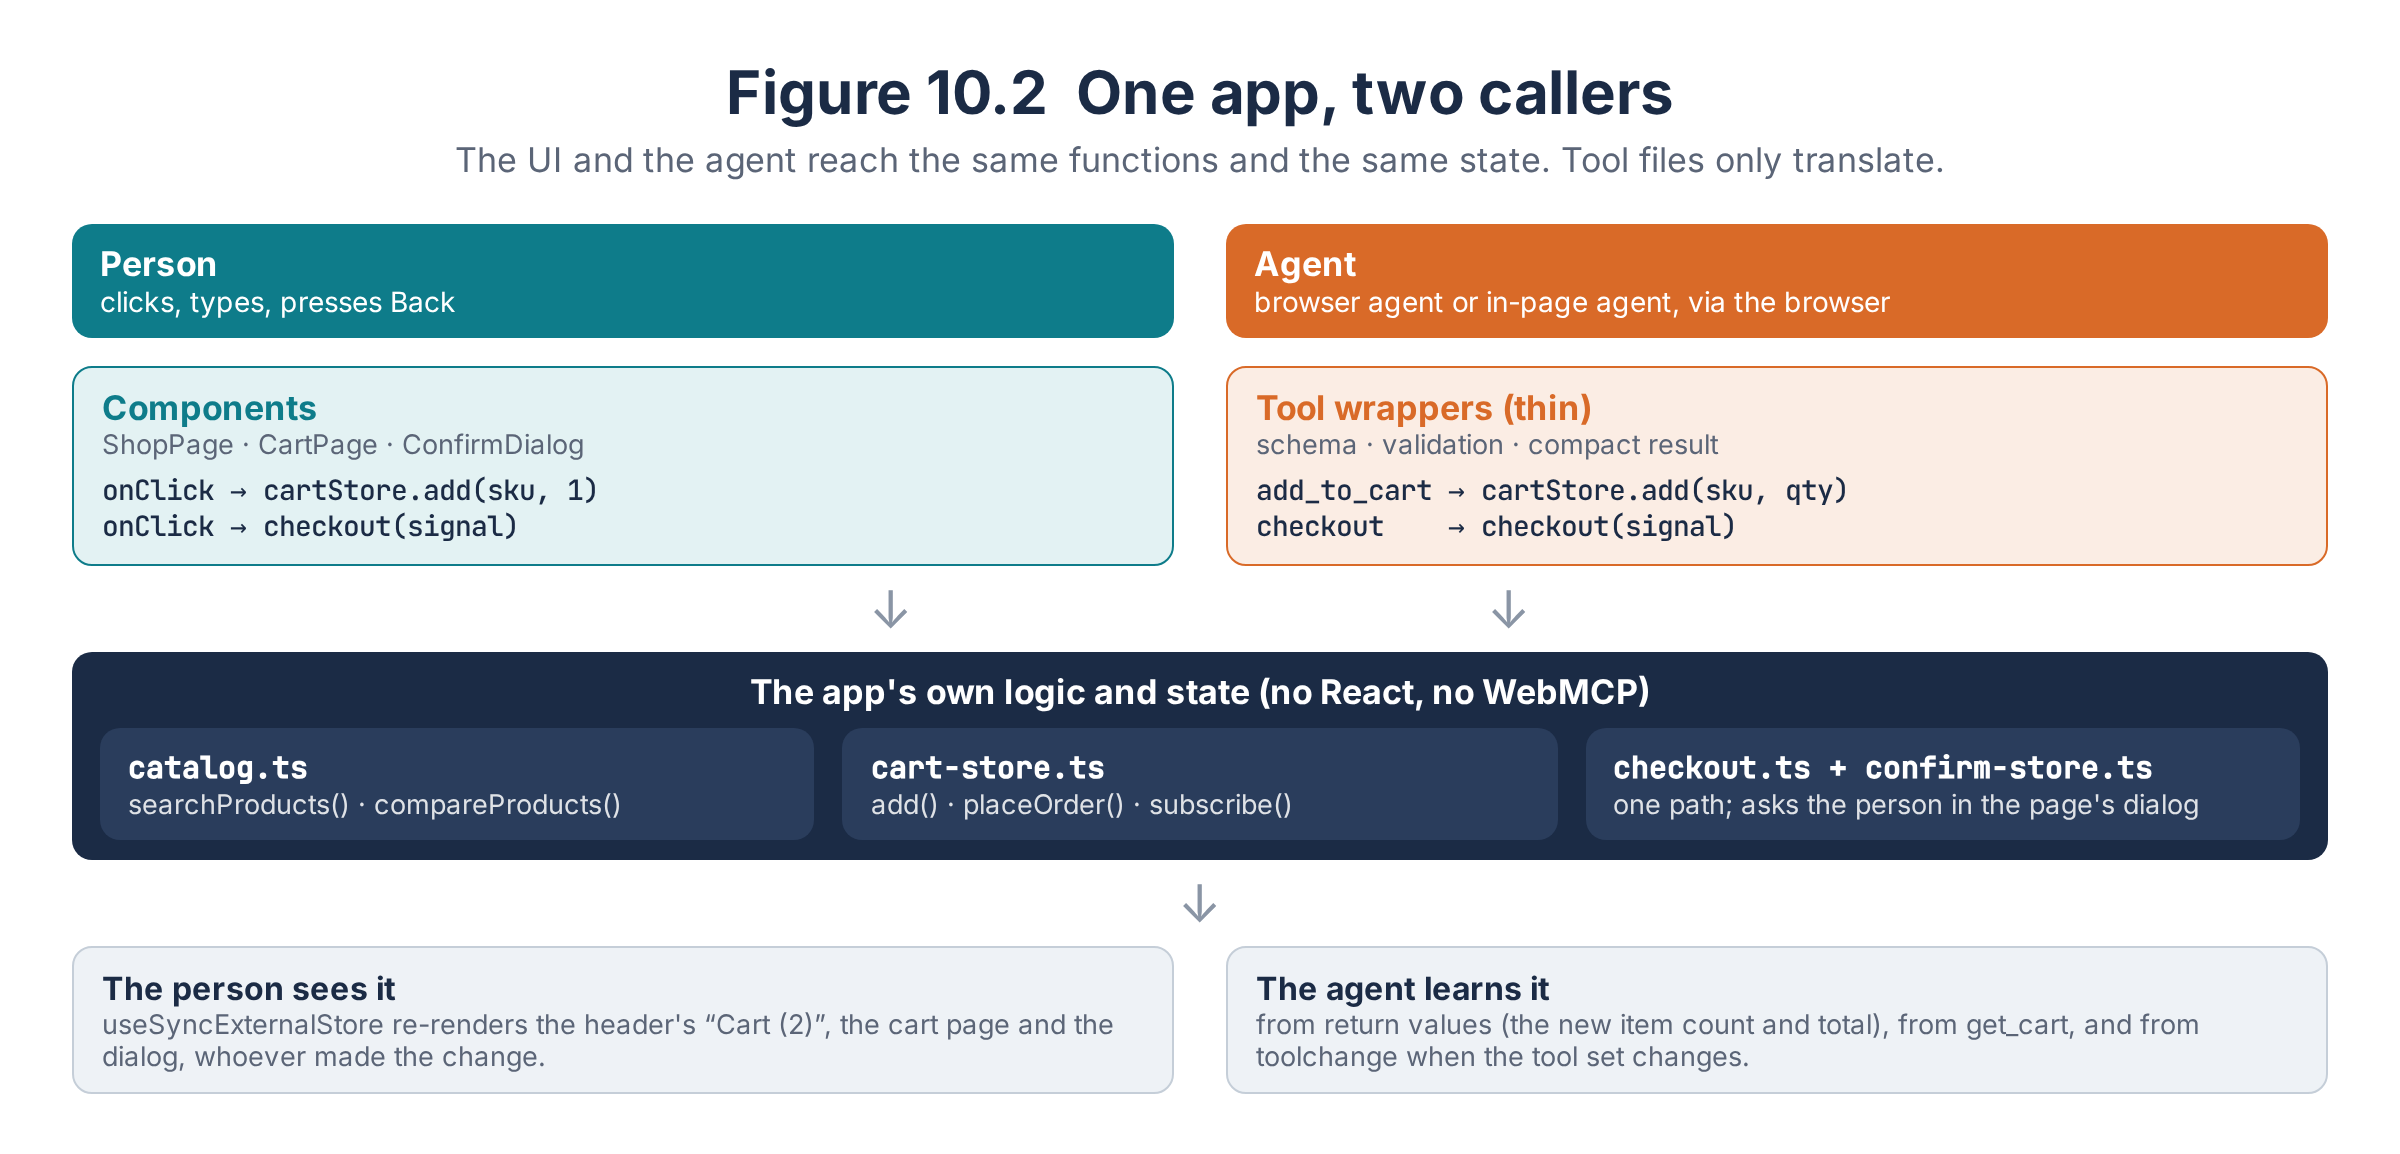 Figure 10.2  One app, two callers
The UI and the agent reach the same functions and the same state. Tool files only translate.
Person
clicks, types, presses Back
Agent
browser agent or in-page agent, via the browser
Components
ShopPage · CartPage · ConfirmDialog
onClick → cartStore.add(sku, 1)
onClick → checkout(signal)
Tool wrappers (thin)
schema · validation · compact result
add_to_cart → cartStore.add(sku, qty)
checkout    → checkout(signal)
The app's own logic and state (no React, no WebMCP)
catalog.ts
searchProducts() · compareProducts()
cart-store.ts
add() · placeOrder() · subscribe()
checkout.ts + confirm-store.ts
one path; asks the person in the page's dialog
The person sees it
useSyncExternalStore re-renders the header's “Cart (2)”, the cart page and the
dialog, whoever made the change.
The agent learns it
from return values (the new item count and total), from get_cart, and from
toolchange when the tool set changes.